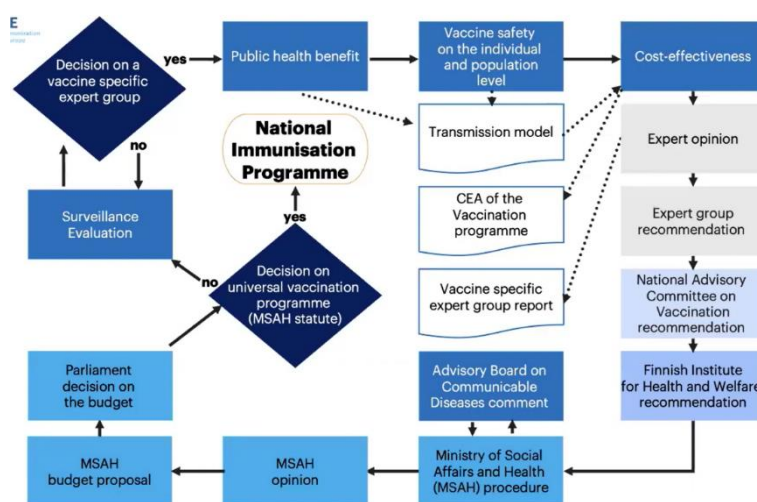 E
Decision on a
vaccine specific
expert group
yes
Public health benefit
Vaccine safety
on the individual
and population
level
Cost-effectiveness
no
National
Immunisation
Programme
Transmission model
Expert opinion
Surveillance
Evaluation
yes
CEA of the
Vaccination
programme
Expert group
recommendation
no
Decision on
universal vaccination
programme
(MSAH statute)
Vaccine specific
expert group report
National Advisory
Committee on
Vaccination
recommendation
Parliament
decision on
the budget
Advisory Board on
Communicable
Diseases comment
Finnish Institute
for Health and Welfare
recommendation
MSAH
budget proposal
MSAH
opinion
Ministry of Social
Affairs and Health
(MSAH) procedure